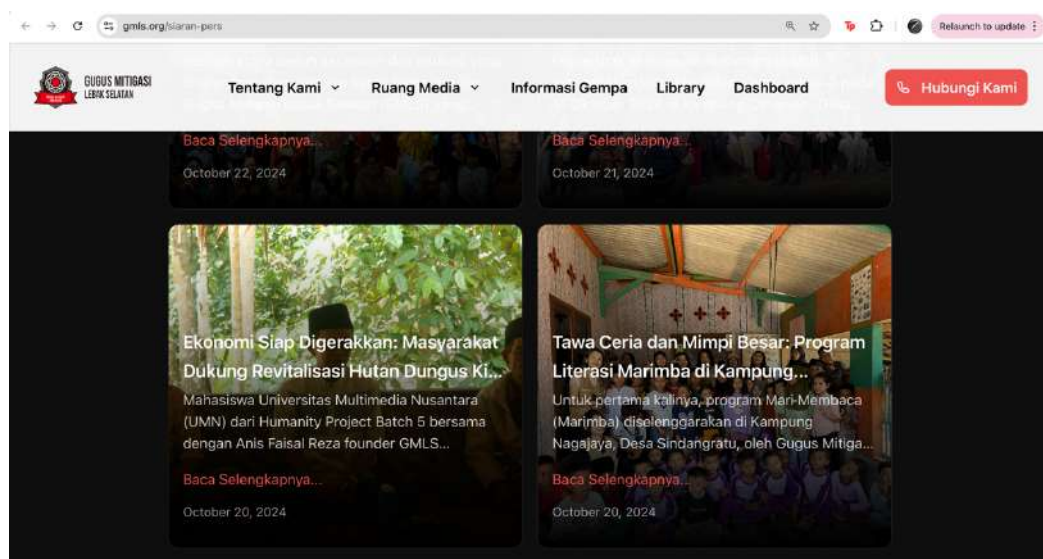 gmls.org/siaran-pers
Relaunch to update
GUGUS MITIGASI
LEBAK SELATAN
Tentang Kami
Ruang Media
Informasi Gempa
Library
Dashboard
Hubungi Kami
Baca Selengkapnya...
October 22, 2024
Baca Selengkapnya...
October 21, 2024
Ekonomi Siap Digerakkan: Masyarakat
Dukung Revitalisasi Hutan Dungus Ki...
Mahasiswa Universitas Multimedia Nusantara
(UMN) dari Humanity Project Batch 5 bersama
dengan Anis Faisal Reza founder GMLS...
Baca Selengkapnya...
October 20, 2024
Tawa Ceria dan Mimpi Besar: Program
Literasi Marimba di Kampung...
Untuk pertama kalinya, program Mari-Membaca
(Marimba) diselenggarakan di Kampung
Nagajaya, Desa Sindangratu, oleh Gugus Mitiga...
Baca Selengkapnya...
October 20, 2024